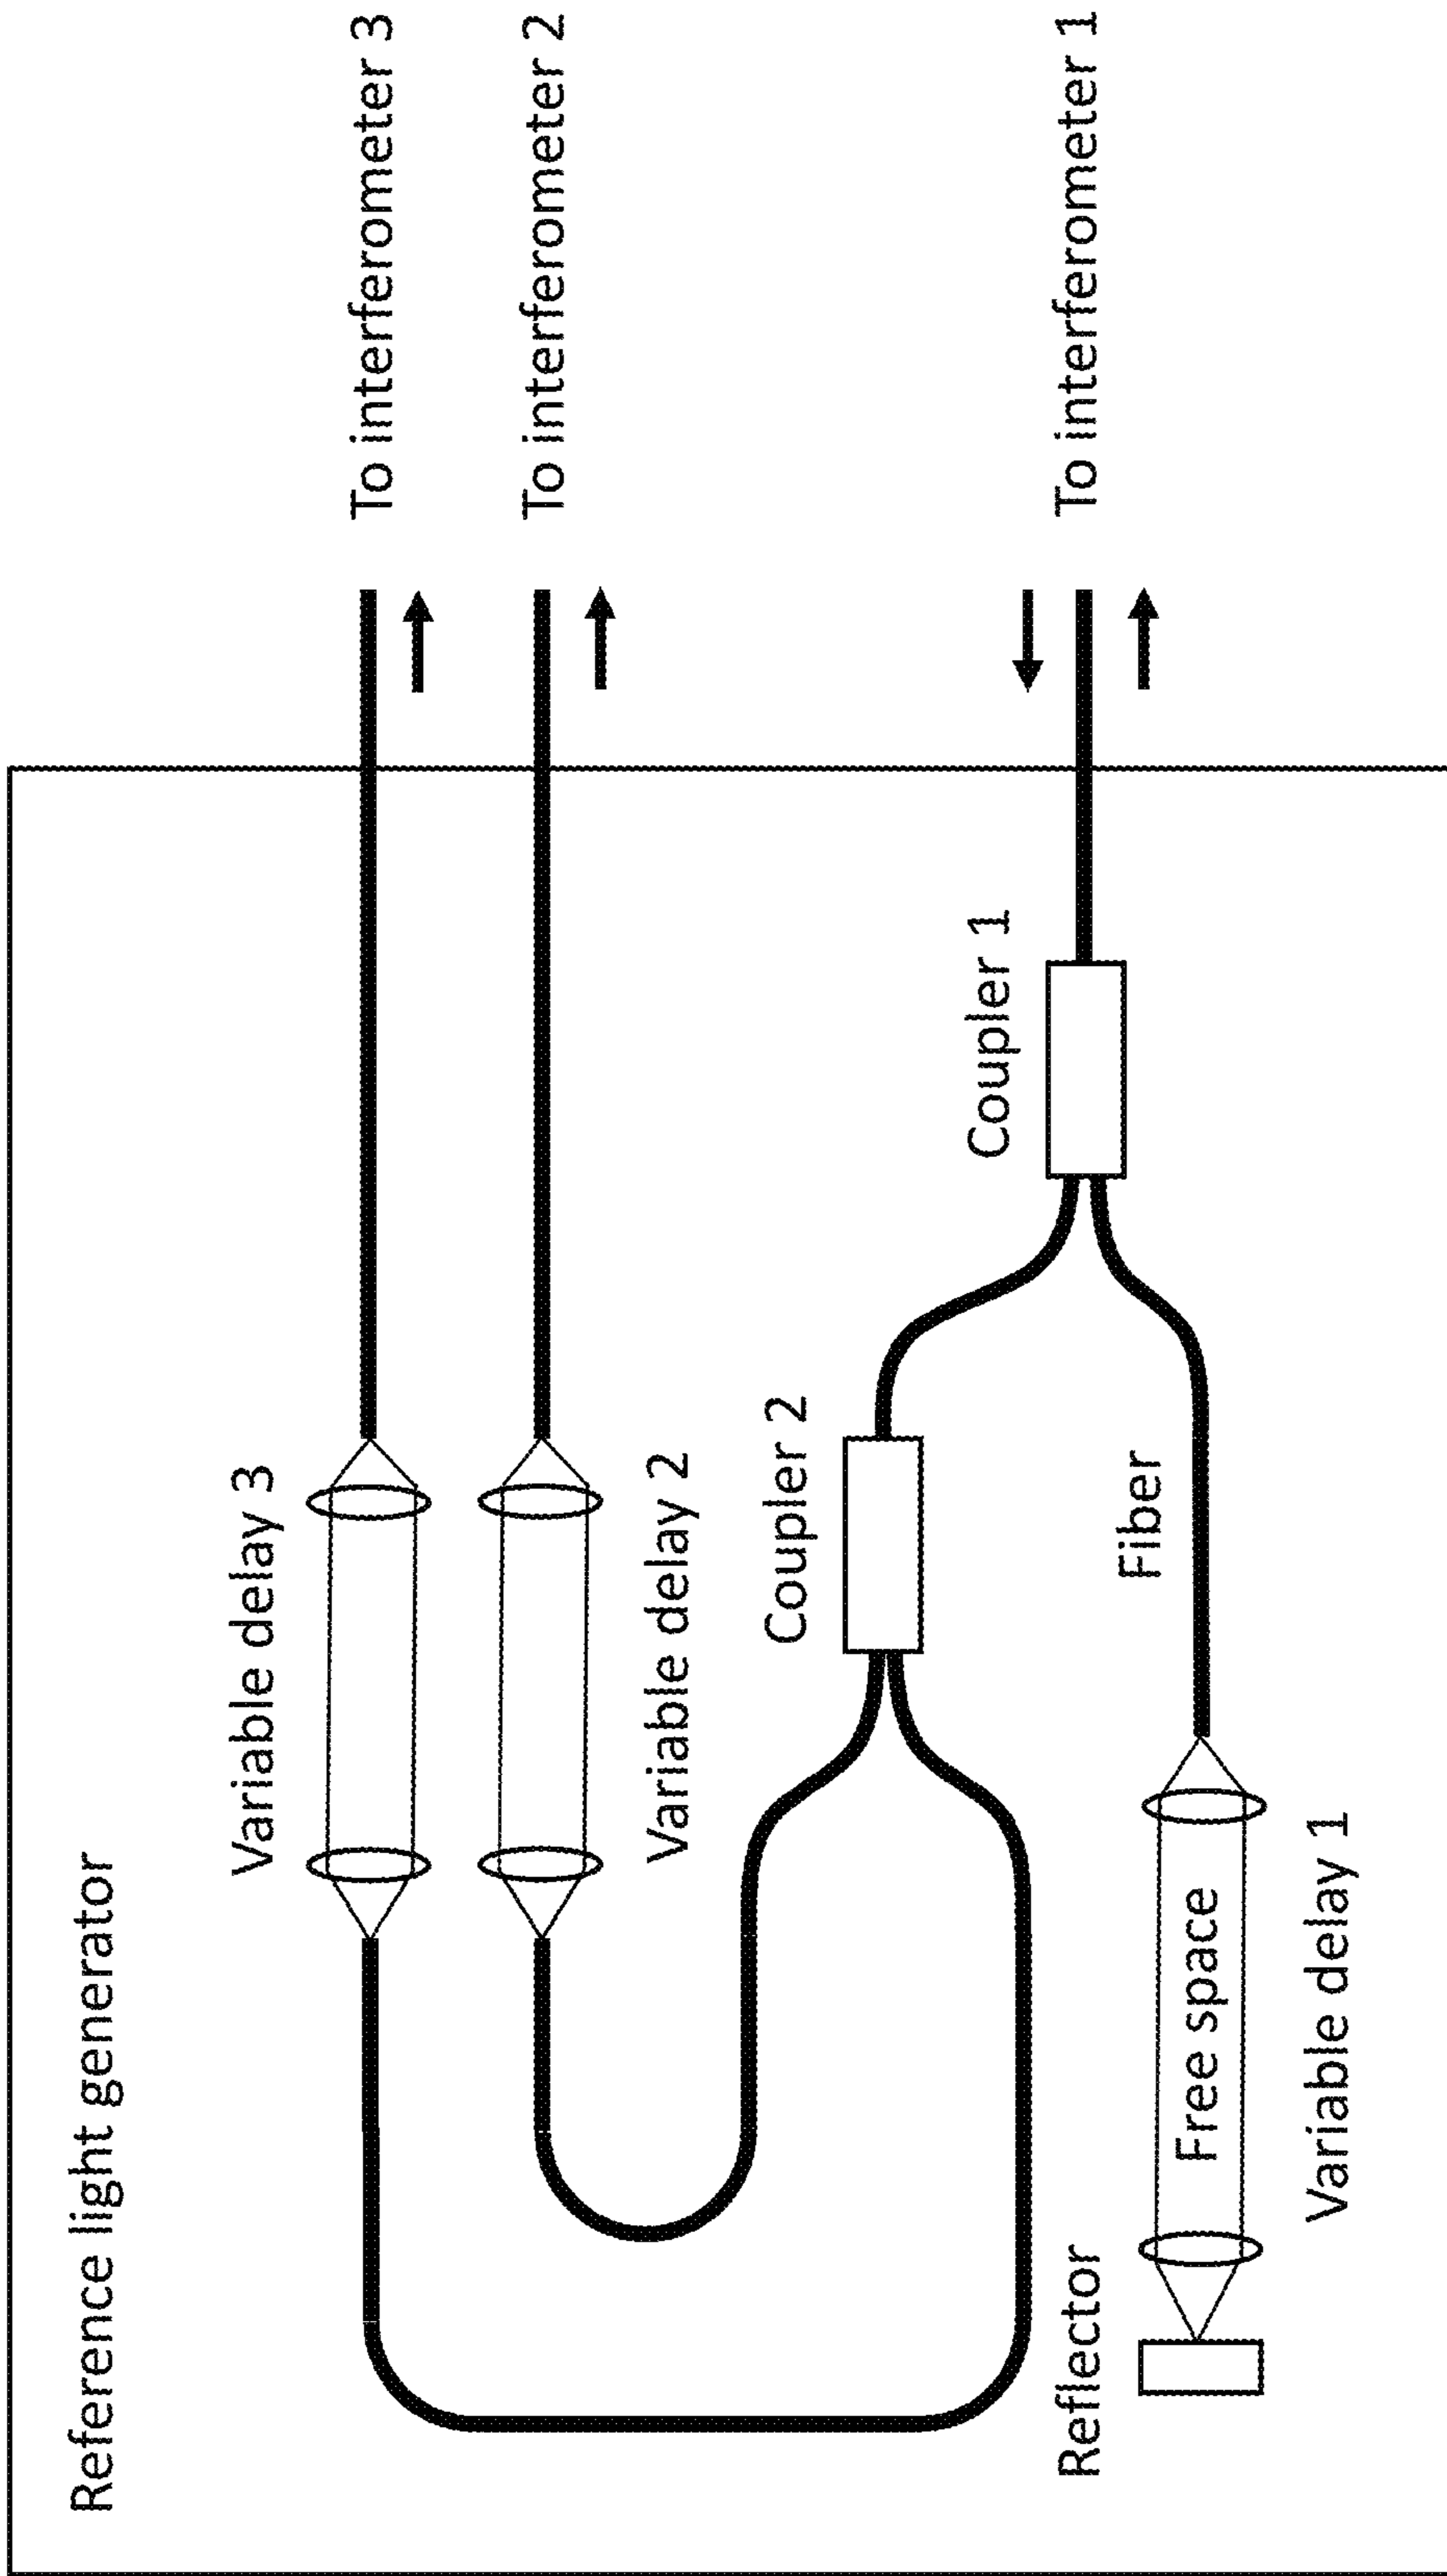 Reference light generator
Variable delay 3
To interferometer 3
To interferometer 2
Variable delay 2
Coupler 2
Coupler 1
To interferometer 1
Reflector
Fiber
Free space
Variable delay 1